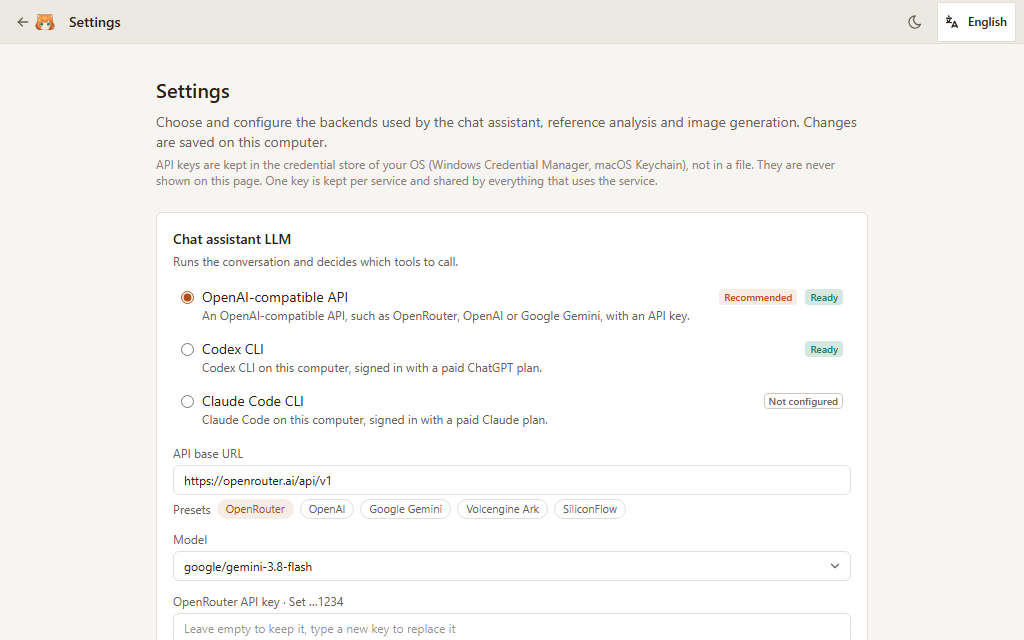 Settings
English
Settings
Choose and configure the backends used by the chat assistant, reference analysis and image generation. Changes
are saved on this computer.
API keys are kept in the credential store of your OS (Windows Credential Manager, macOS Keychain), not in a file. They are never
shown on this page. One key is kept per service and shared by everything that uses the service.
Chat assistant LLM
Runs the conversation and decides which tools to call.
OpenAI-compatible API Recommended Ready
An OpenAI-compatible API, such as OpenRouter, OpenAI or Google Gemini, with an API key.
Codex CLI Ready
Codex CLI on this computer, signed in with a paid ChatGPT plan.
Claude Code CLI Not configured
Claude Code on this computer, signed in with a paid Claude plan.
API base URL
https://openrouter.ai/api/v1
Presets OpenRouter OpenAI Google Gemini Volcengine Ark SiliconFlow
Model
google/gemini-3.8-flash
OpenRouter API key · Set ...1234
Leave empty to keep it, type a new key to replace it